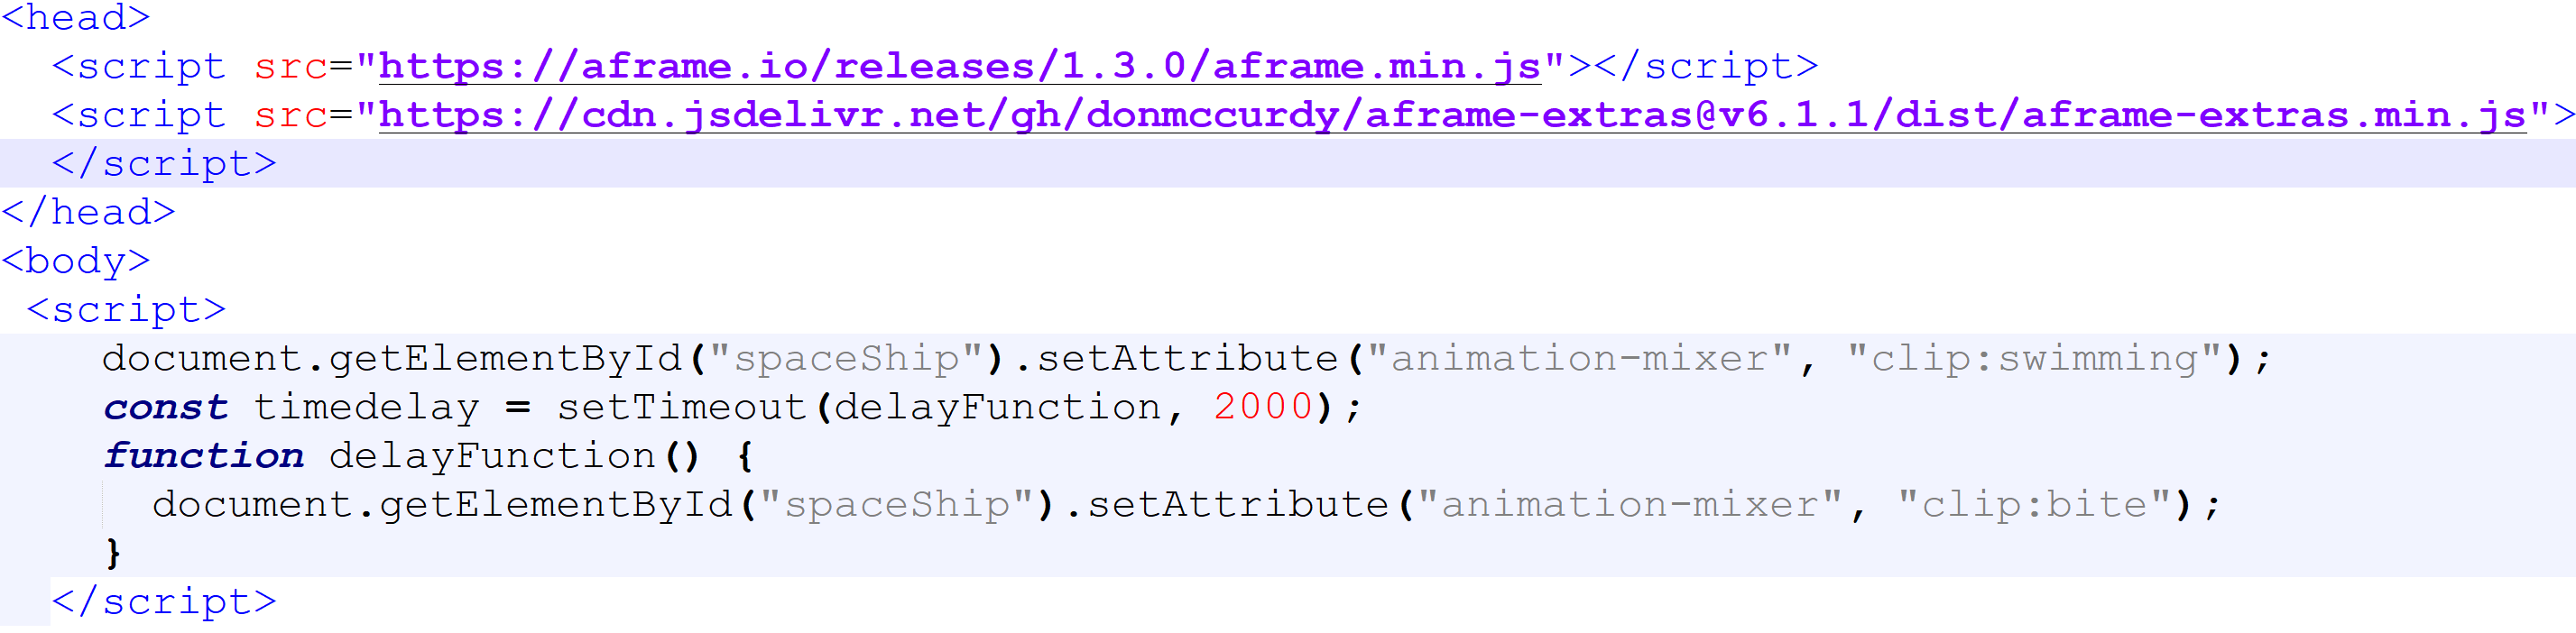 <head>
  <script src="https://aframe.io/releases/1.3.0/aframe.min.js"></script>
  <script src="https://cdn.jsdelivr.net/gh/donmccurdy/aframe-extras@v6.1.1/dist/aframe-extras.min.js">
  </script>
</head>
<body>
 <script>
    document.getElementById("spaceShip").setAttribute("animation-mixer", "clip:swimming");
    const timedelay = setTimeout(delayFunction, 2000);
    function delayFunction() {
      document.getElementById("spaceShip").setAttribute("animation-mixer", "clip:bite");
    }
  </script>